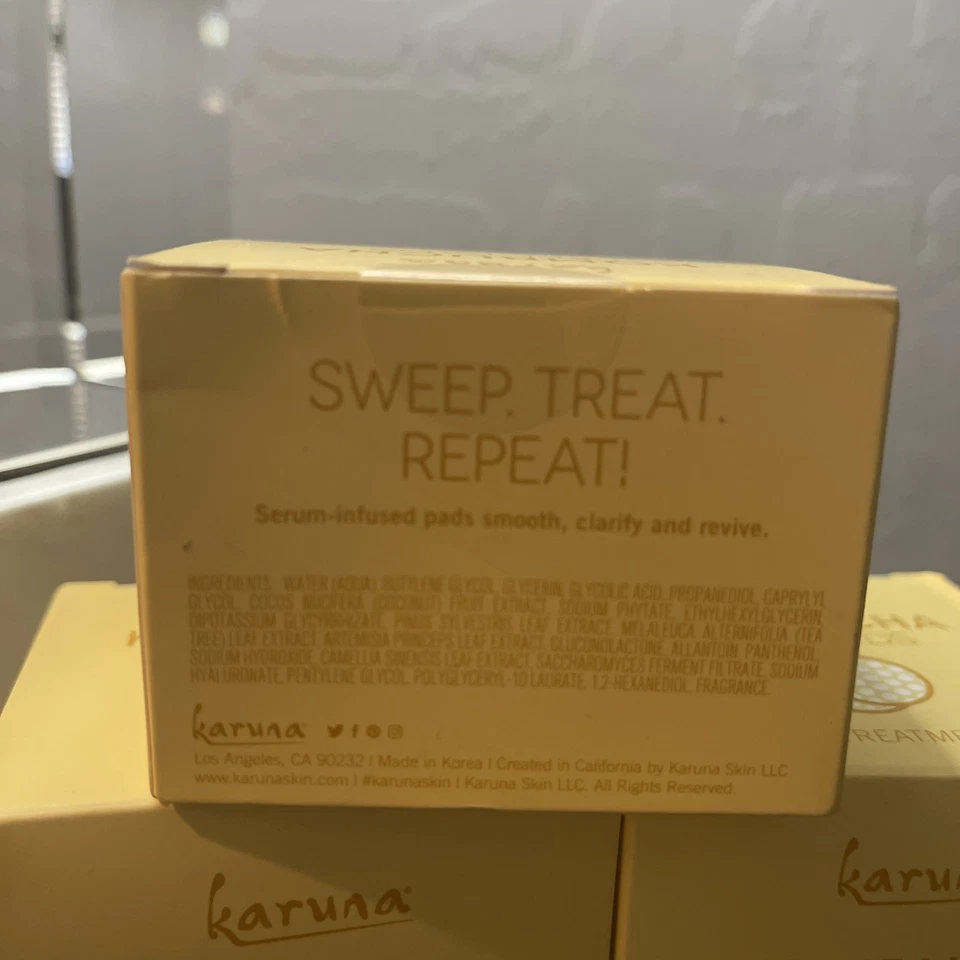 SWEEP. TREAT.
REPEAT!
Serum-infused pads smooth, clarify and revive.
INGREDIENTS: WATER (AQUA), BUTYLENE GLYCOL, GLYCERIN, GLYCOLIC ACID, PROPANEDIOL, CAPRYLYL
GLYCOL, COCOS NUCIFERA (COCONUT) FRUIT EXTRACT, SODIUM PHYTATE, ETHYLHEXYLGLYCERIN,
DIPOTASSIUM GLYCYRRHIZATE, PINUS SYLVESTRIS LEAF EXTRACT, MELALEUCA ALTERNIFOLIA (TEA
TREE) LEAF EXTRACT, ARTEMISIA PRINCEPS LEAF EXTRACT, GLUCONOLACTONE, ALLANTOIN, PANTHENOL,
SODIUM HYDROXIDE, CAMELLIA SINENSIS LEAF EXTRACT, SACCHAROMYCES FERMENT FILTRATE, SODIUM
HYALURONATE, PENTYLENE GLYCOL, POLYGLYCERYL-10 LAURATE, 1,2-HEXANEDIOL, FRAGRANCE.
karuna
Los Angeles, CA 90232 | Made in Korea | Created in California by Karuna Skin LLC
www.karunaskin.com | #karunaskin | Karuna Skin LLC. All Rights Reserved.
karuna